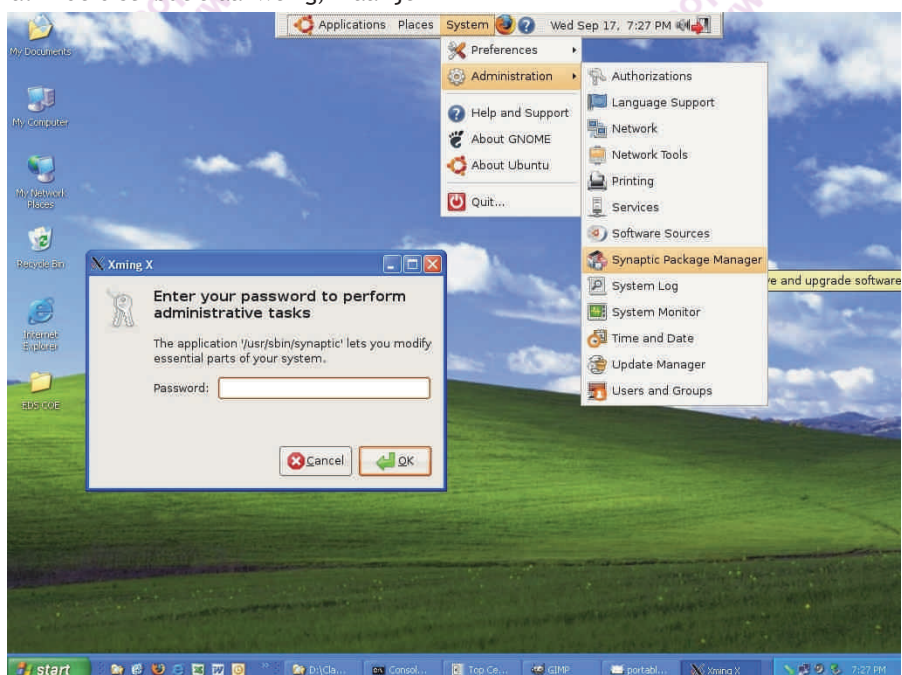 Applications Places System Wed Sep 17, 7:27 PM
My Documents
My Computer
My Network
Places
Recycle Bin
Internet
Explorer
Preferences
Administration
Help and Support
About GNOME
About Ubuntu
Quit...
Authorizations
Language Support
Network
Network Tools
Printing
Services
Software Sources
Synaptic Package Manager
System Log
System Monitor
Time and Date
Update Manager
Users and Groups
e and upgrade software
Xming X
Enter your password to perform
administrative tasks
The application '/usr/sbin/synaptic' lets you modify
essential parts of your system.
Password:
Cancel OK
start D:\Cla... Consol... Top Ce... GIMP portabl... Xming X 7:27 PM